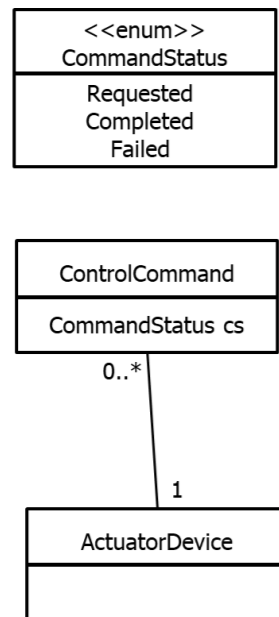 <<enum>>
CommandStatus
Requested
Completed
Failed
ControlCommand
CommandStatus cs
0..*
1
ActuatorDevice